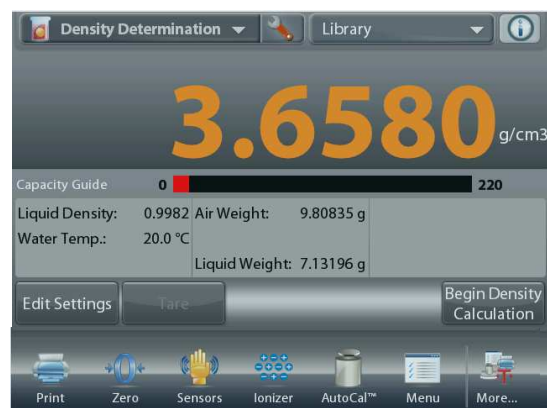 Density Determination Library
3.6580 g/cm3
Capacity Guide 0 220
Liquid Density: 0.9982 Air Weight: 9.80835 g
Water Temp.: 20.0 °C
Liquid Weight: 7.13196 g
Edit Settings Tare Begin Density
Calculation
Print Zero Sensors Ionizer AutoCal™ Menu More...